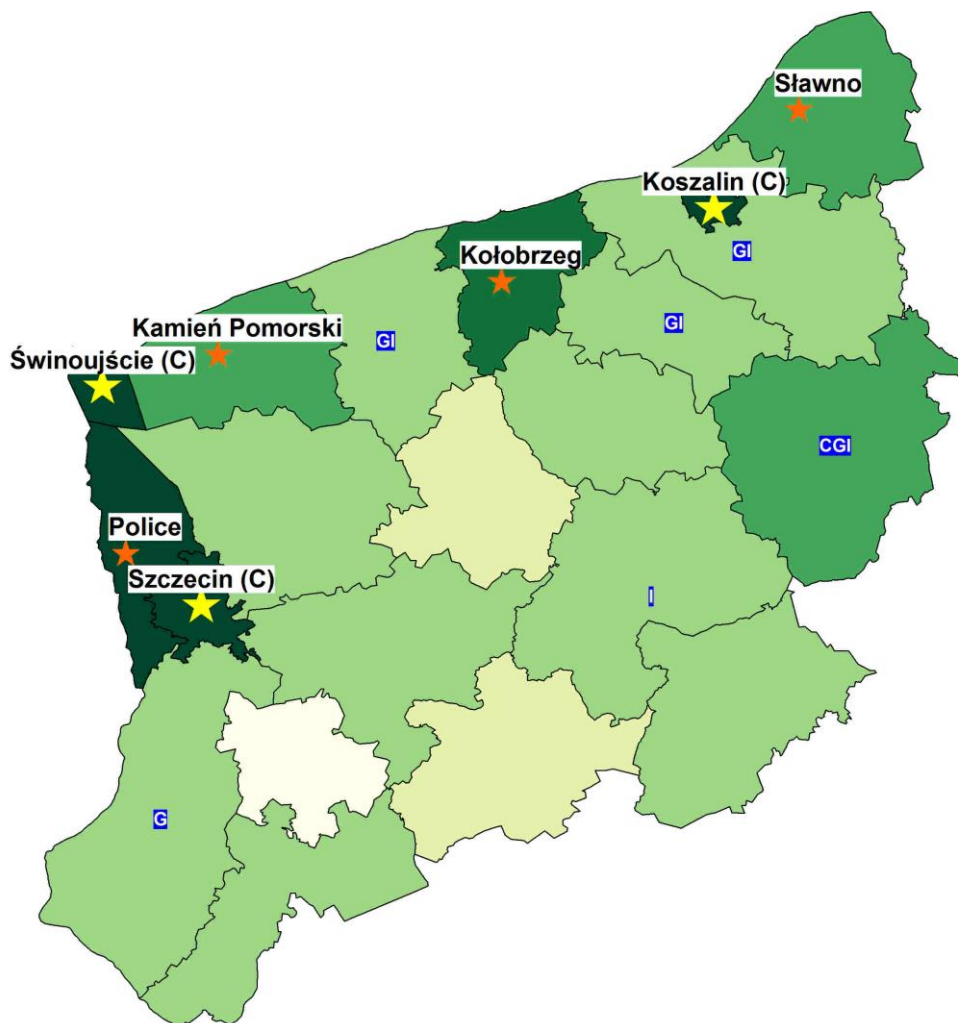 Sławno
Koszalin (C)
GI
Kołobrzeg
GI
Kamień Pomorski
GI
Świnoujście (C)
CGI
Police
Szczecin (C)
I
G